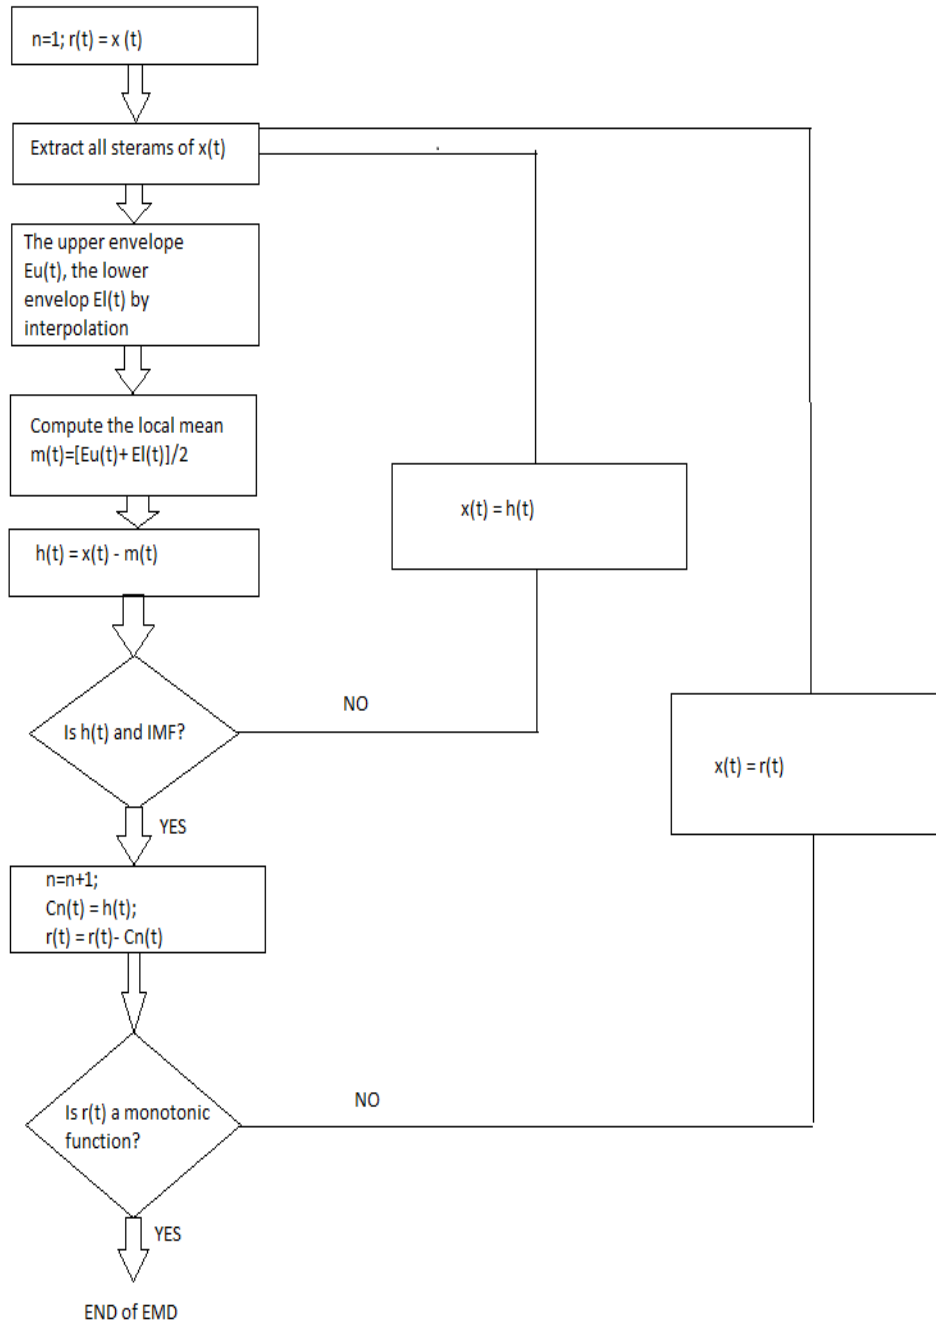 n=1; r(t) = x (t)
Extract all sterams of x(t)
The upper envelope
Eu(t), the lower
envelop El(t) by
interpolation
Compute the local mean
m(t)=[Eu(t)+ El(t)]/2
x(t) = h(t)
h(t) = x(t) - m(t)
Is h(t) and IMF?
NO
x(t) = r(t)
YES
n=n+1;
Cn(t) = h(t);
r(t) = r(t)- Cn(t)
Is r(t) a monotonic
function?
NO
YES
END of EMD